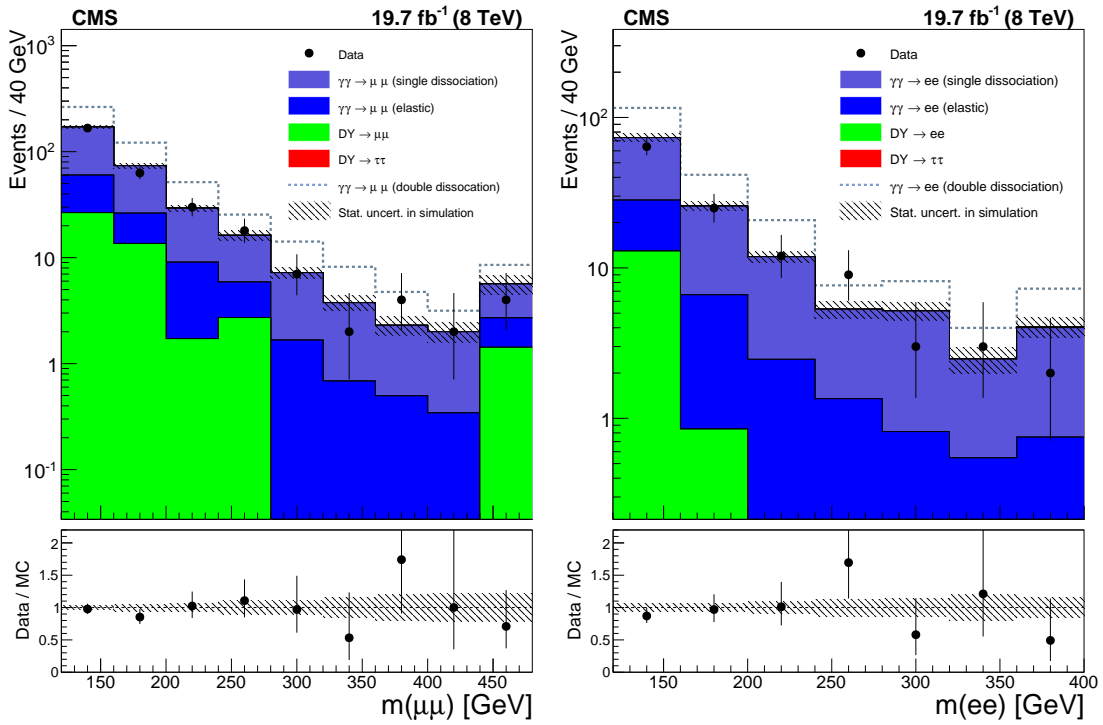 CMS 19.7 fb⁻¹ (8 TeV)
Events / 40 GeV
10³
10²
10
1
10⁻¹
Data
γγ → μ μ (single dissociation)
γγ → μ μ (elastic)
DY → μμ
DY → ττ
γγ → μ μ (double dissocation)
Stat. uncert. in simulation
Data / MC
2
1.5
1
0.5
0
150 200 250 300 350 400 450
m(μμ) [GeV]
CMS 19.7 fb⁻¹ (8 TeV)
Events / 40 GeV
10²
10
1
Data
γγ → ee (single dissociation)
γγ → ee (elastic)
DY → ee
DY → ττ
γγ → ee (double dissociation)
Stat. uncert. in simulation
Data / MC
2
1.5
1
0.5
0
150 200 250 300 350 400
m(ee) [GeV]